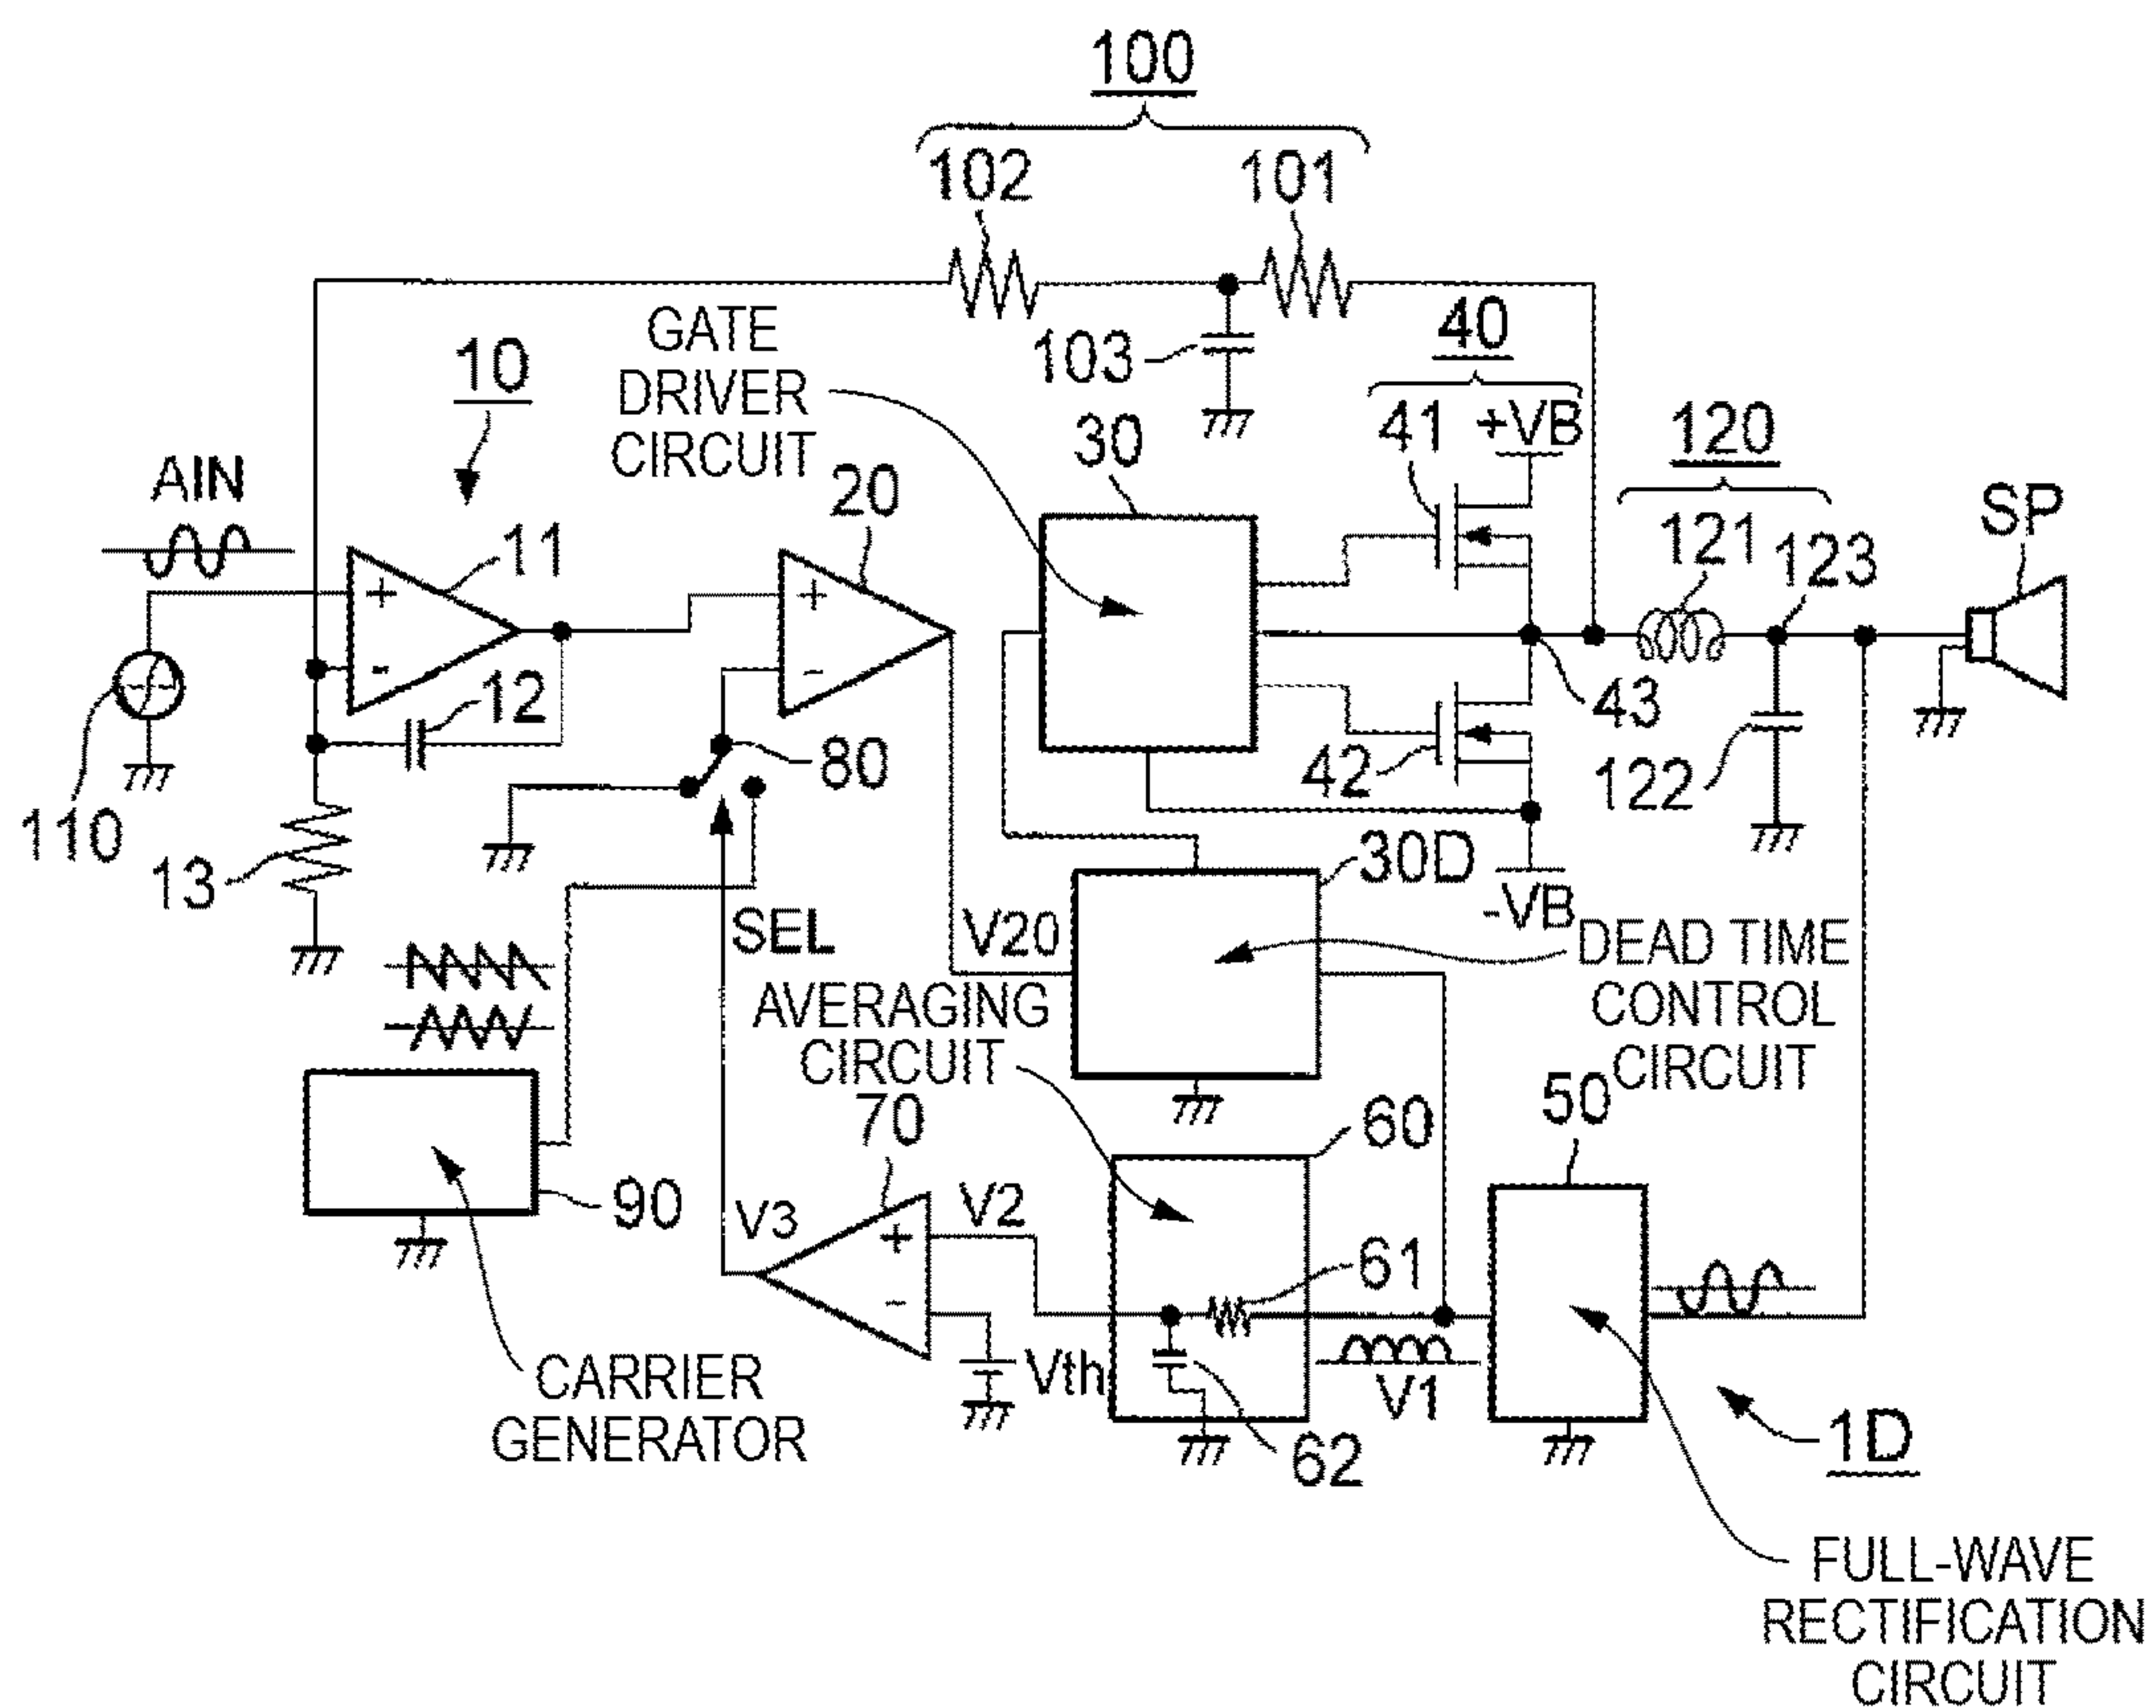 100
102
101
GATE
DRIVER
CIRCUIT
10
103
40
30
41
+VB
120
AIN
20
SP
11
121
123
+
-
+
-
12
43
80
42
122
110
13
30D
-VB
SEL
V20
DEAD TIME
CONTROL
CIRCUIT
AVERAGING
CIRCUIT
70
60
50
90
V3
V2
+
-
61
Vth
V1
CARRIER
GENERATOR
62
1D
FULL-WAVE
RECTIFICATION
CIRCUIT